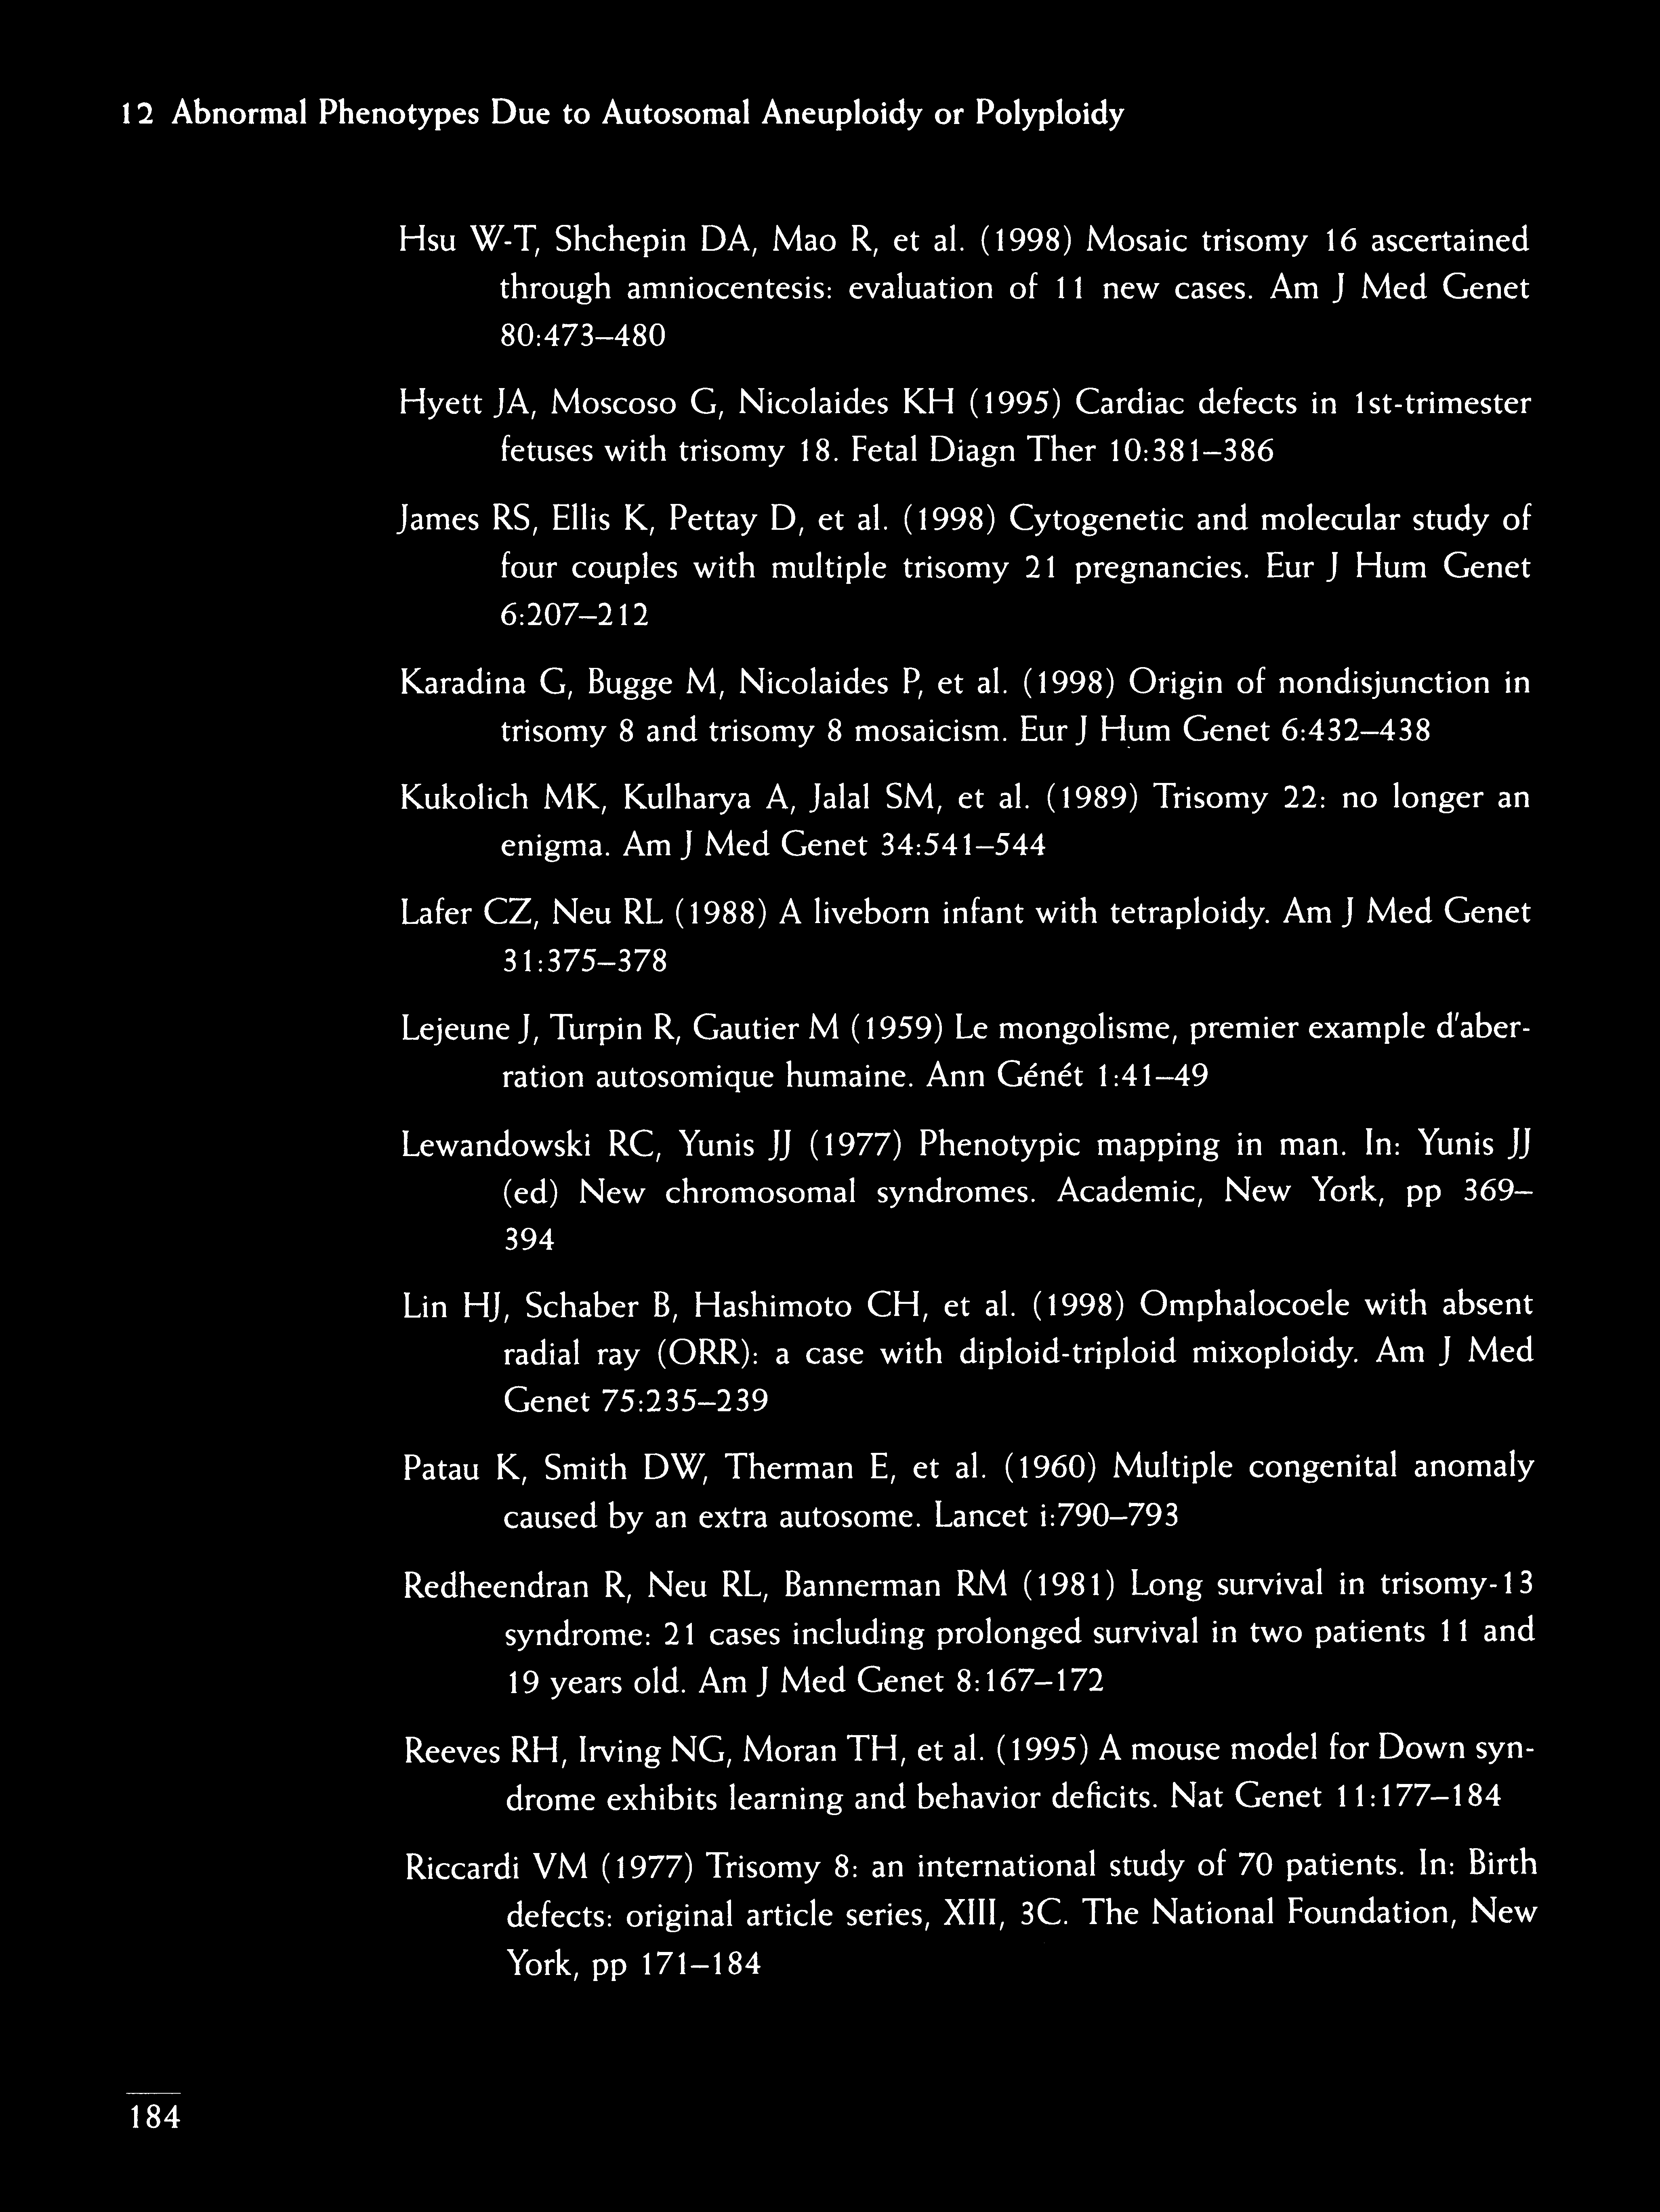 12 Abnormal Phenotypes Due to Autosomal Aneuploidy or Polyploidy
Hsu W-T, Shchepin DA, Mao R, et al. (1998) Mosaic trisomy 16 ascertained
through amniocentesis: evaluation of 11 new cases. Am J Med Genet
80:473–480
Hyett JA, Moscoso G, Nicolaides KH (1995) Cardiac defects in 1st-trimester
fetuses with trisomy 18. Fetal Diagn Ther 10:381–386
James RS, Ellis K, Pettay D, et al. (1998) Cytogenetic and molecular study of
four couples with multiple trisomy 21 pregnancies. Eur J Hum Genet
6:207–212
Karadina G, Bugge M, Nicolaides P, et al. (1998) Origin of nondisjunction in
trisomy 8 and trisomy 8 mosaicism. Eur J Hum Genet 6:432–438
Kukolich MK, Kulharya A, Jalal SM, et al. (1989) Trisomy 22: no longer an
enigma. Am J Med Genet 34:541–544
Lafer CZ, Neu RL (1988) A liveborn infant with tetraploidy. Am J Med Genet
31:375–378
Lejeune J, Turpin R, Gautier M (1959) Le mongolisme, premier example d'aber-
ration autosomique humaine. Ann Génét 1:41–49
Lewandowski RC, Yunis JJ (1977) Phenotypic mapping in man. In: Yunis JJ
(ed) New chromosomal syndromes. Academic, New York, pp 369–
394
Lin HJ, Schaber B, Hashimoto CH, et al. (1998) Omphalocoele with absent
radial ray (ORR): a case with diploid-triploid mixoploidy. Am J Med
Genet 75:235–239
Patau K, Smith DW, Therman E, et al. (1960) Multiple congenital anomaly
caused by an extra autosome. Lancet i:790–793
Redheendran R, Neu RL, Bannerman RM (1981) Long survival in trisomy-13
syndrome: 21 cases including prolonged survival in two patients 11 and
19 years old. Am J Med Genet 8:167–172
Reeves RH, Irving NG, Moran TH, et al. (1995) A mouse model for Down syn-
drome exhibits learning and behavior deficits. Nat Genet 11:177–184
Riccardi VM (1977) Trisomy 8: an international study of 70 patients. In: Birth
defects: original article series, XIII, 3C. The National Foundation, New
York, pp 171–184
184